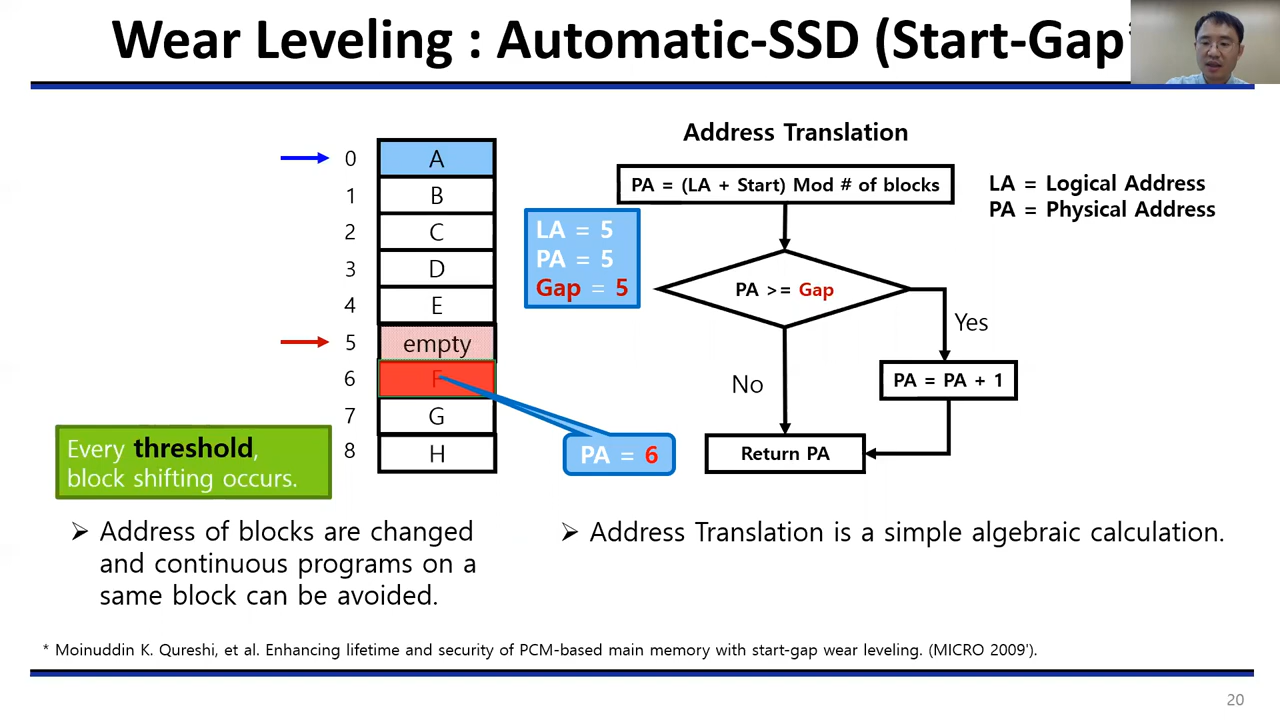 Wear Leveling : Automatic-SSD (Start-Gap*
Address Translation
0 A
1 B
2 C
3 D
4 E
5 empty
6 F
7 G
8 H
PA = (LA + Start) Mod # of blocks
LA = Logical Address
PA = Physical Address
LA = 5
PA = 5
Gap = 5
PA >= Gap
Yes
No
PA = PA + 1
PA = 6
Return PA
Every threshold,
block shifting occurs.
➢ Address of blocks are changed
and continuous programs on a
same block can be avoided.
➢ Address Translation is a simple algebraic calculation.
* Moinuddin K. Qureshi, et al. Enhancing lifetime and security of PCM-based main memory with start-gap wear leveling. (MICRO 2009').
20